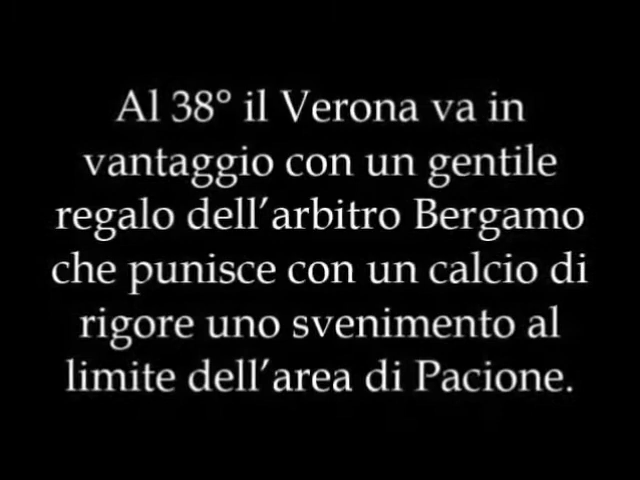 Al 38° il Verona va in
vantaggio con un gentile
regalo dell’arbitro Bergamo
che punisce con un calcio di
rigore uno svenimento al
limite dell’area di Pacione.